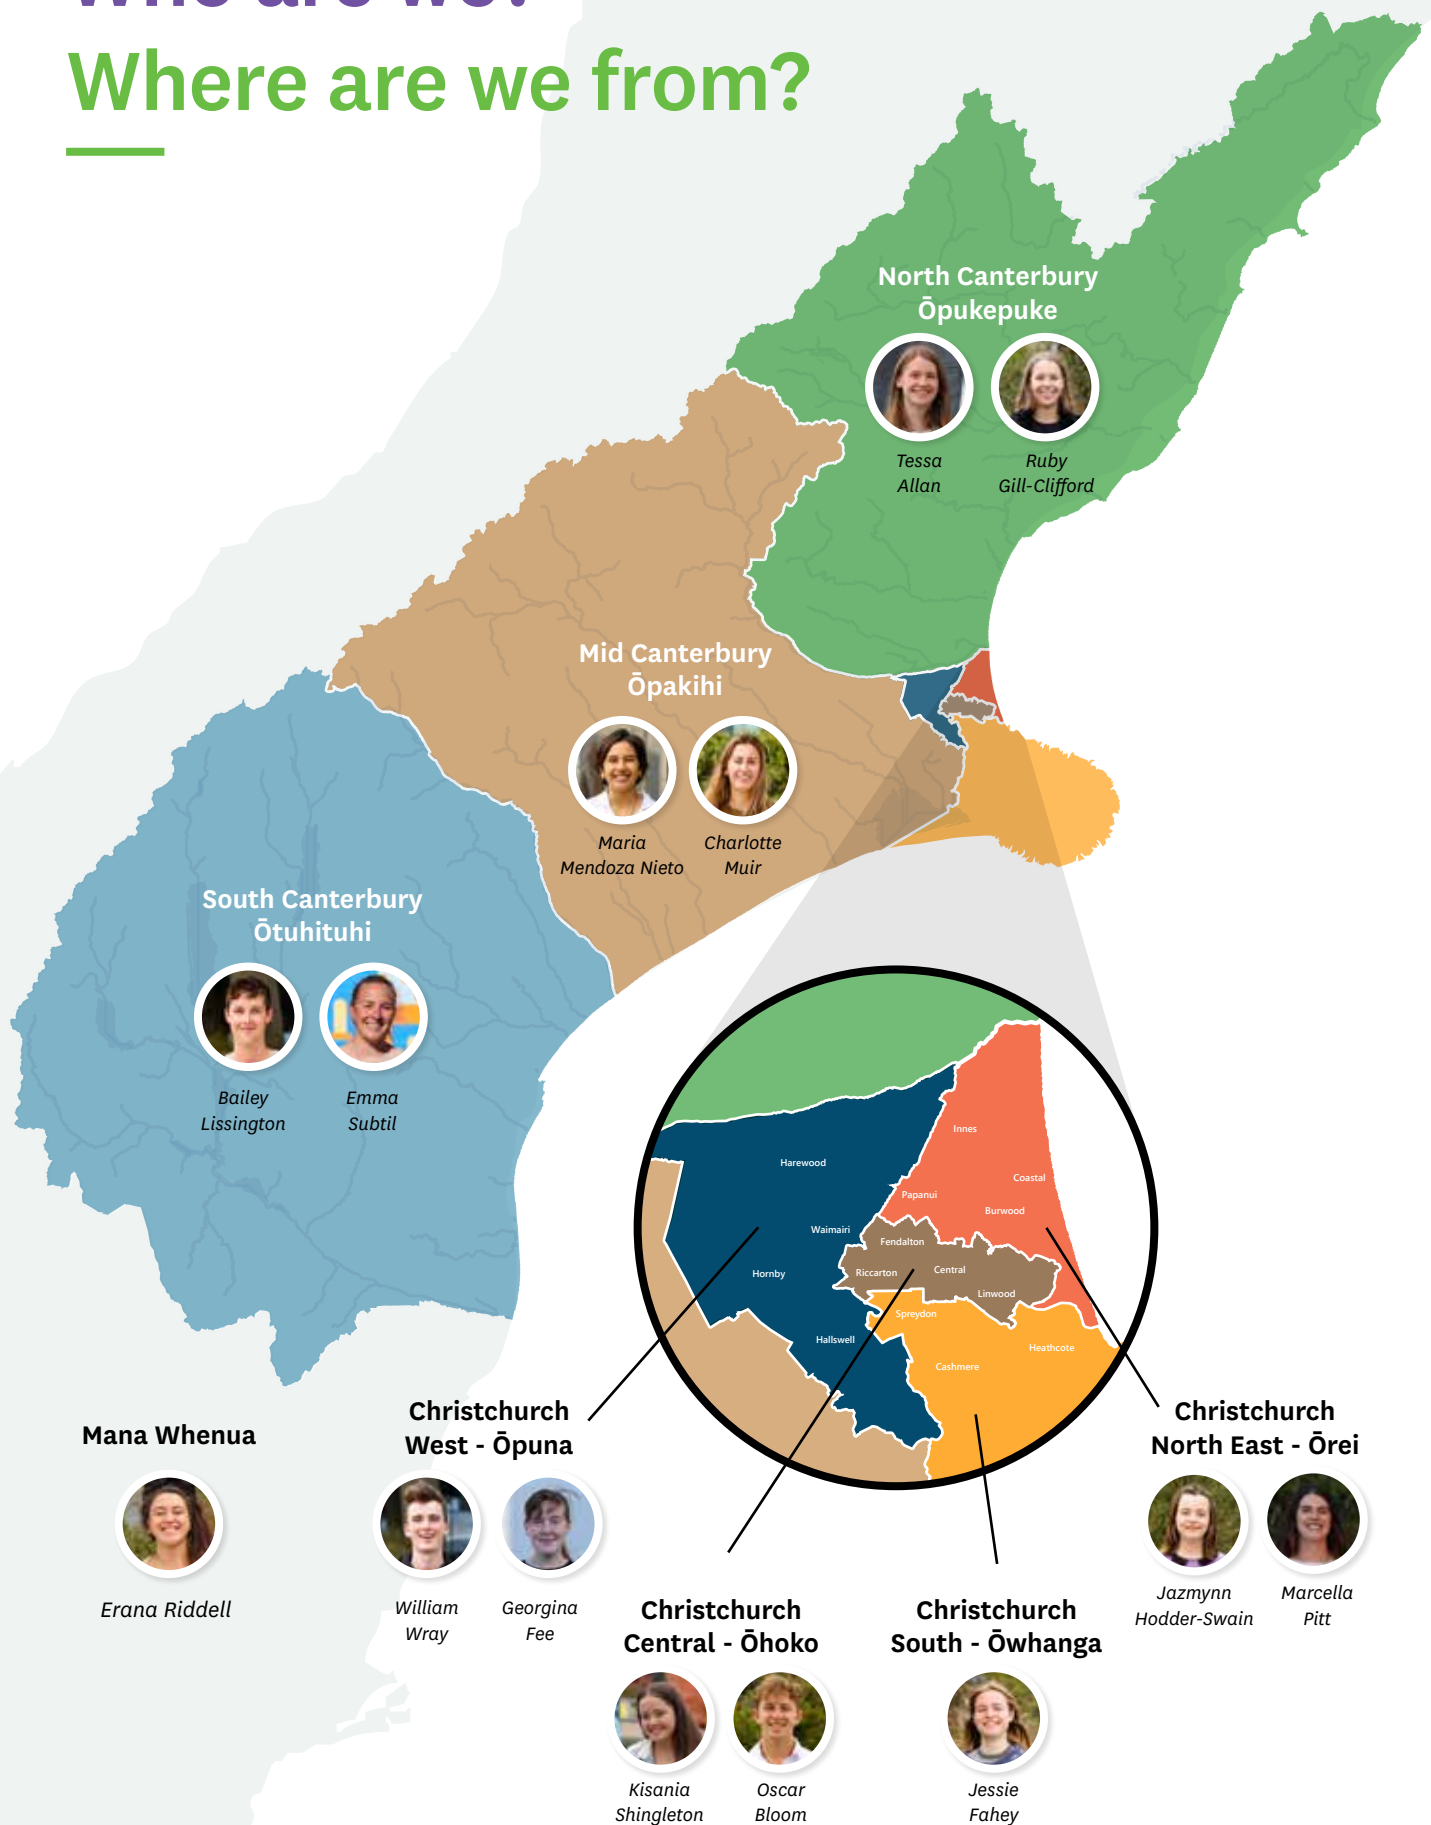 Who are we?
Where are we from?
North Canterbury
Ōpukepuke
Tessa
Allan
Ruby
Gill-Clifford
Mid Canterbury
Ōpakihi
Maria
Mendoza Nieto
Charlotte
Muir
South Canterbury
Ōtuhituhi
Bailey
Lissington
Emma
Subtil
Innes
Harewood
Coastal
Papanui
Burwood
Waimairi
Fendalton
Hornby
Riccarton
Central
Linwood
Spreydon
Hallswell
Heathcote
Cashmere
Mana Whenua
Erana Riddell
Christchurch
West - Ōpuna
William
Wray
Georgina
Fee
Christchurch
Central - Ōhoko
Kisania
Shingleton
Oscar
Bloom
Christchurch
South - Ōwhanga
Jessie
Fahey
Christchurch
North East - Ōrei
Jazmynn
Hodder-Swain
Marcella
Pitt